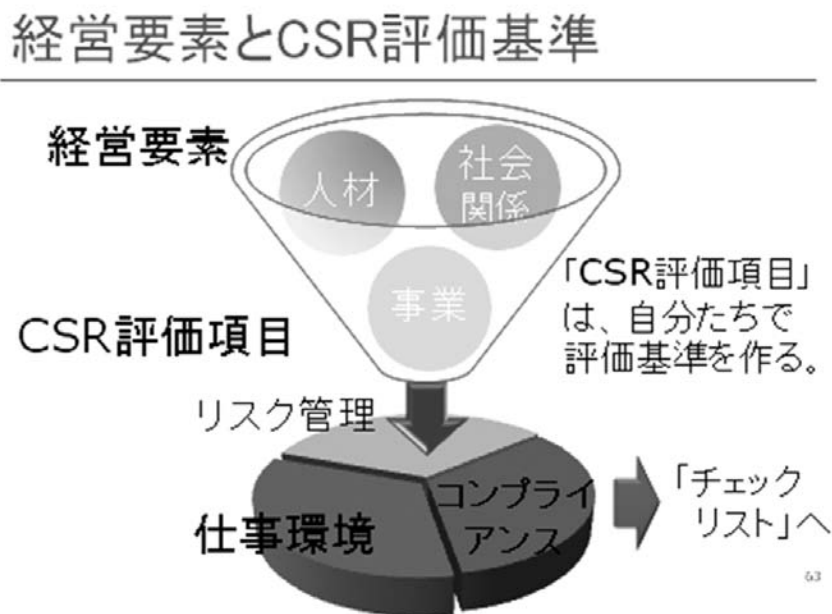 経営要素とCSR評価基準
経営要素
人材
社会
関係
事業
「CSR評価項目」
は、自分たちで
評価基準を作る。
CSR評価項目
リスク管理
コンプライ
アンス
仕事環境
「チェック
リスト」へ
63